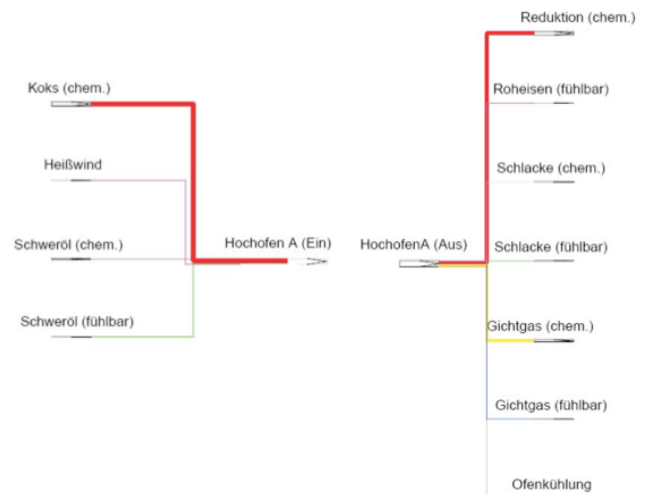 Reduktion (chem.)
Koks (chem.)
Roheisen (fühlbar)
Heißwind
Schlacke (chem.)
Schweröl (chem.)
Hochofen A (Ein)
HochofenA (Aus)
Schlacke (fühlbar)
Schweröl (fühlbar)
Gichtgas (chem.)
Gichtgas (fühlbar)
Ofenkühlung